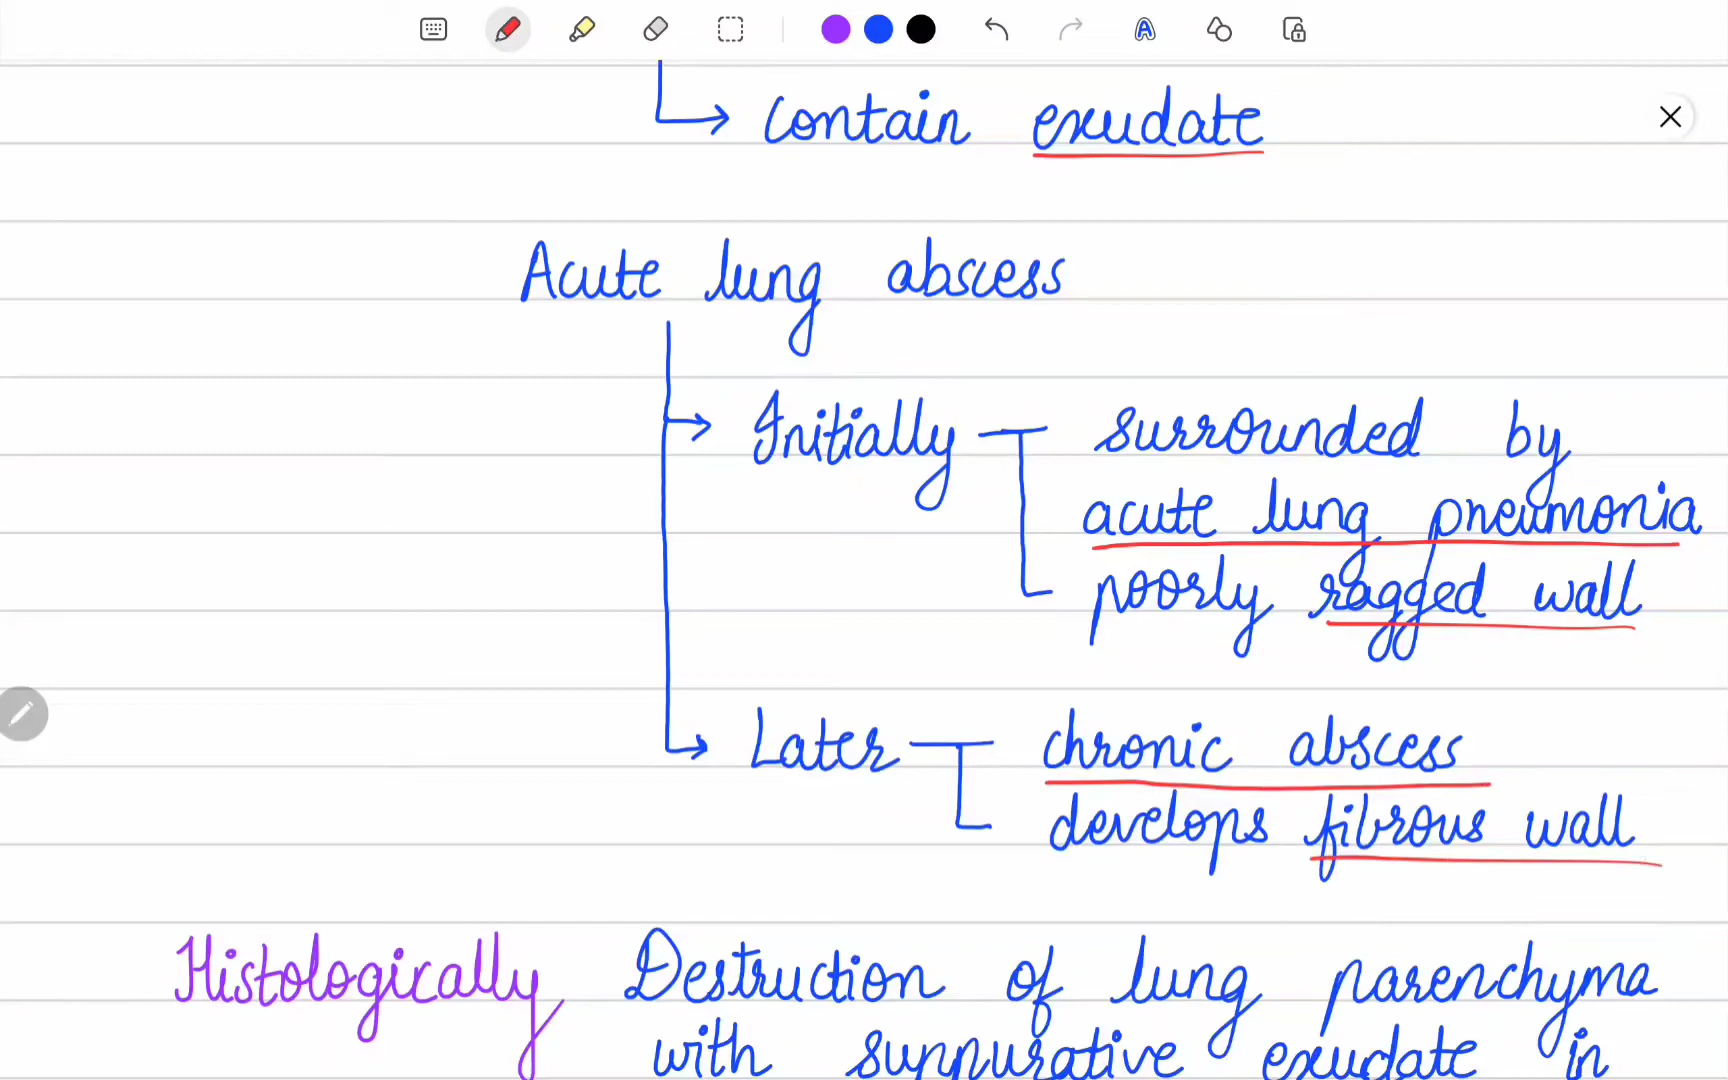 → contain exudate
Acute lung abscess
→ Initially surrounded by
acute lung pneumonia
poorly ragged wall
→ Later chronic abscess
develops fibrous wall
Histologically Destruction of lung parenchyma
with suppurative exudate in